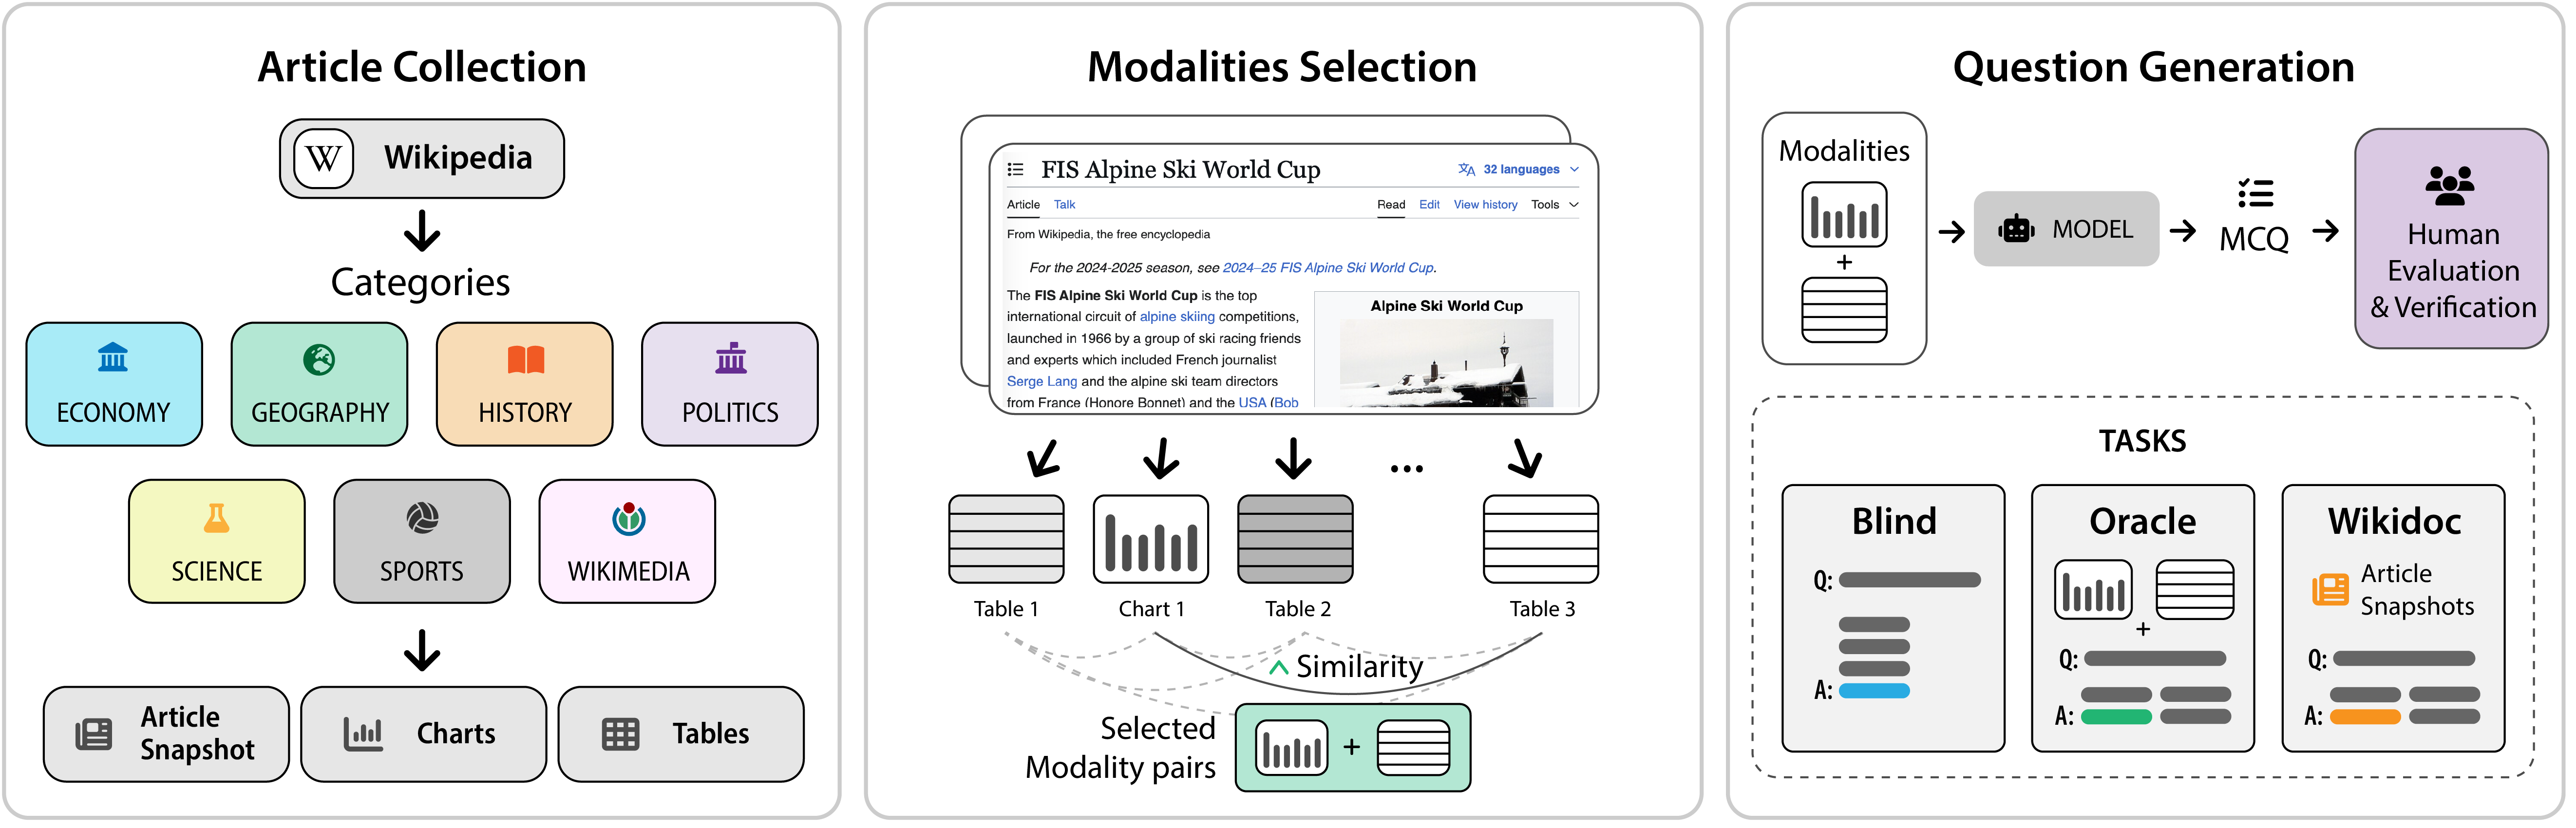 Article Collection
W
Wikipedia
Categories
ECONOMY
GEOGRAPHY
HISTORY
POLITICS
SCIENCE
SPORTS
WIKIMEDIA
Article
Snapshot
Charts
Tables
Modalities Selection
FIS Alpine Ski World Cup
32 languages
Article Talk
Read Edit View history Tools
From Wikipedia, the free encyclopedia
For the 2024-2025 season, see 2024–25 FIS Alpine Ski World Cup.
The FIS Alpine Ski World Cup is the top
international circuit of alpine skiing competitions,
launched in 1966 by a group of ski racing friends
and experts which included French journalist
Serge Lang and the alpine ski team directors
from France (Honore Bonnet) and the USA (Bob
Alpine Ski World Cup
...
Table 1
Chart 1
Table 2
Table 3
Similarity
Selected
Modality pairs
+
Question Generation
Modalities
+
MODEL
MCQ
Human
Evaluation
& Verification
TASKS
Blind
Q:
A:
Oracle
+
Q:
A:
Wikidoc
Article
Snapshots
Q:
A: